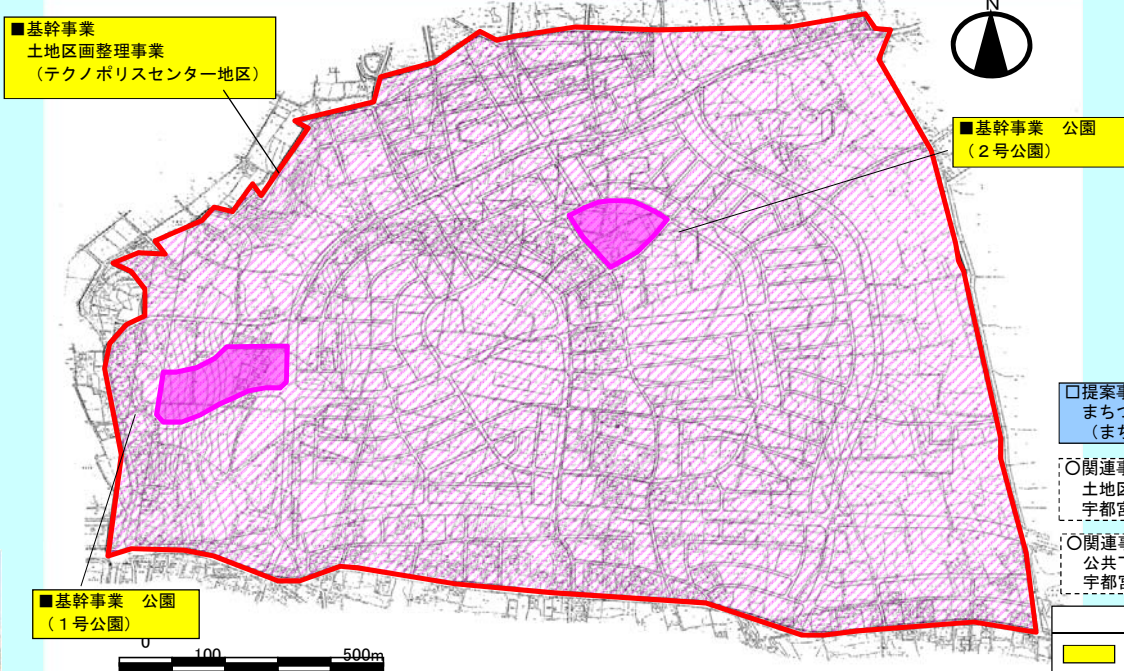 ■基幹事業
土地区画整理事業
（テクノポリスセンター地区）
N
■基幹事業　公園
（２号公園）
□提案事
まちづ
（まち
○関連事
土地区
宇都宮
○関連事
公共下
宇都宮
■基幹事業　公園
（１号公園）
0
100
500m